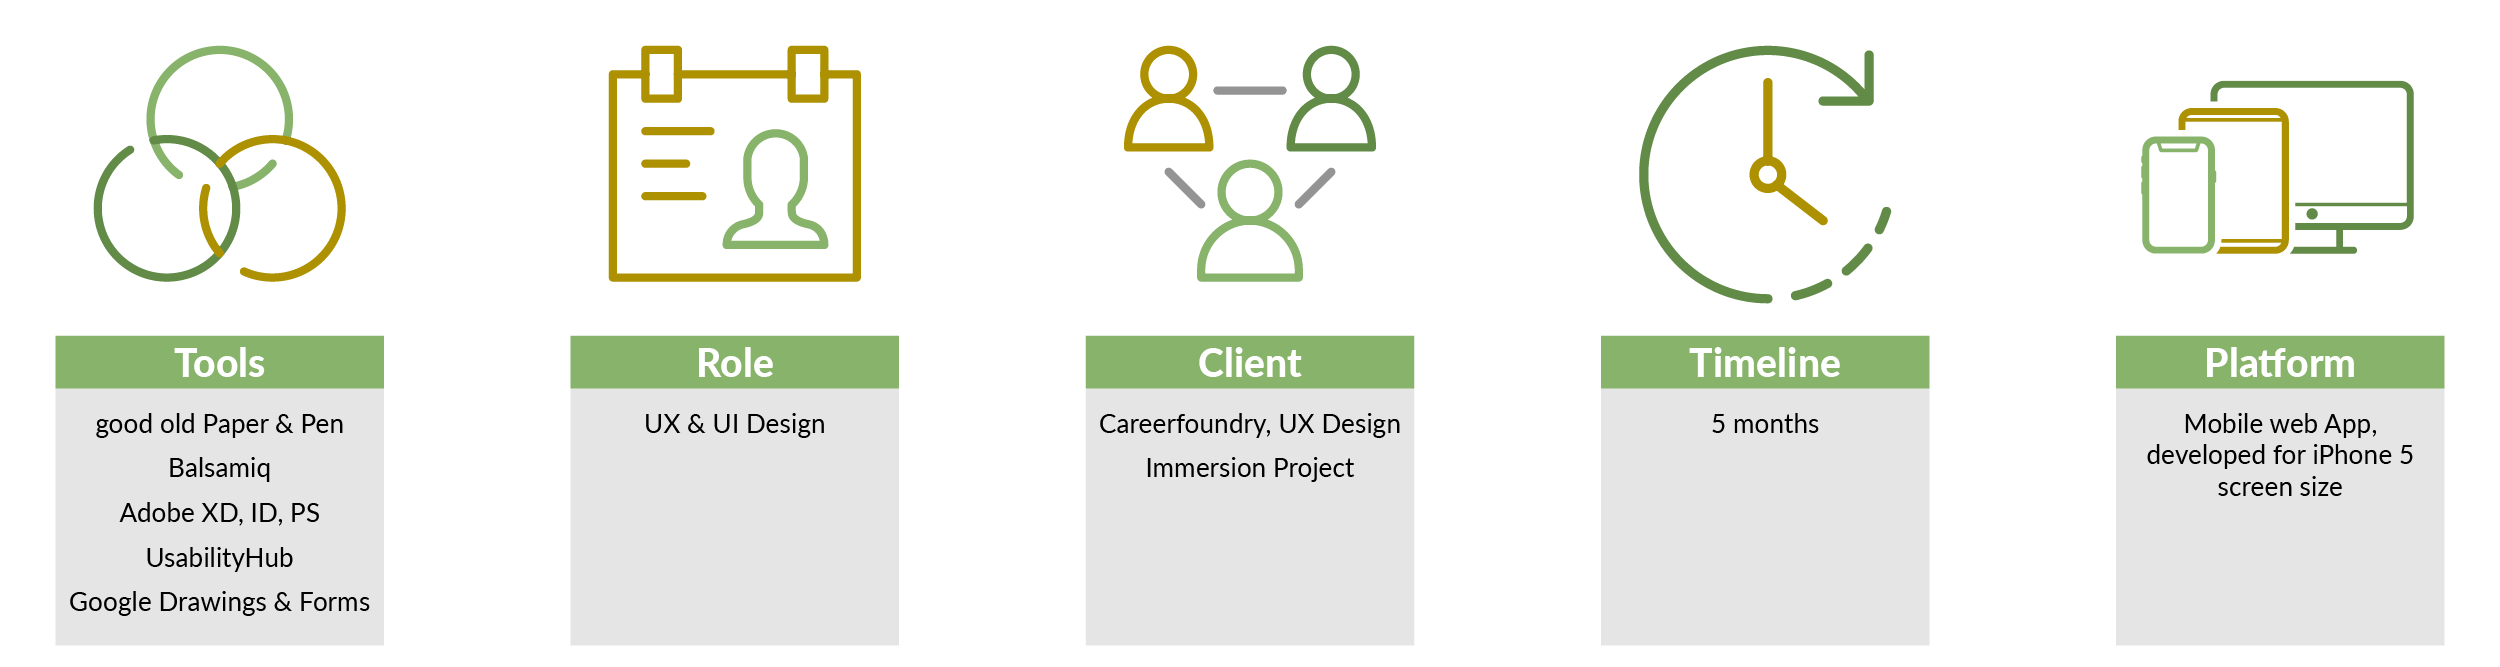 Tools
good old Paper & Pen
Balsamiq
Adobe XD, ID, PS
UsabilityHub
Google Drawings & Forms
Role
UX & UI Design
Client
Careerfoundry, UX Design
Immersion Project
Timeline
5 months
Platform
Mobile web App,
developed for iPhone 5
screen size